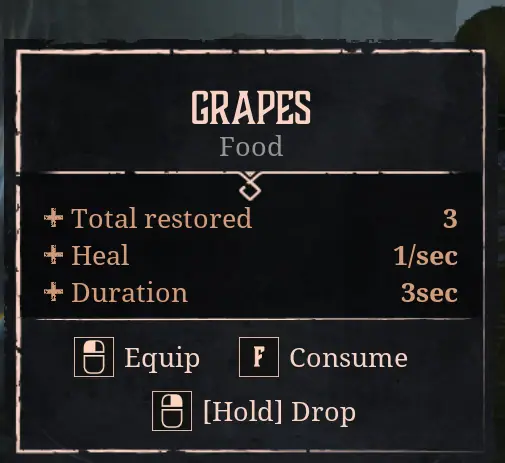 GRAPES
Food
Total restored 3
Heal 1/sec
Duration 3sec
Equip F Consume
[Hold] Drop